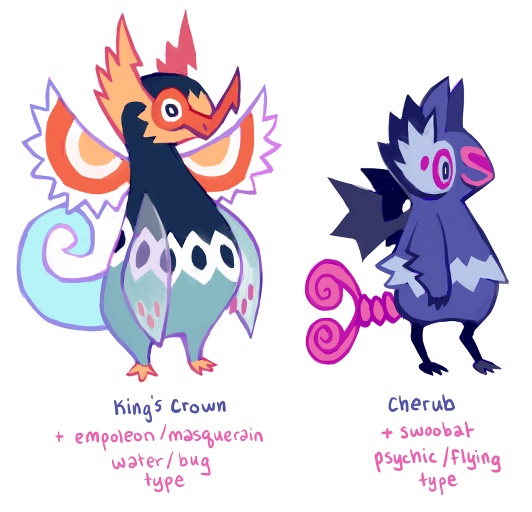 King's Crown
+ empoleon/masquerain
water/bug
type
Cherub
+ swoobat
psychic/flying
type